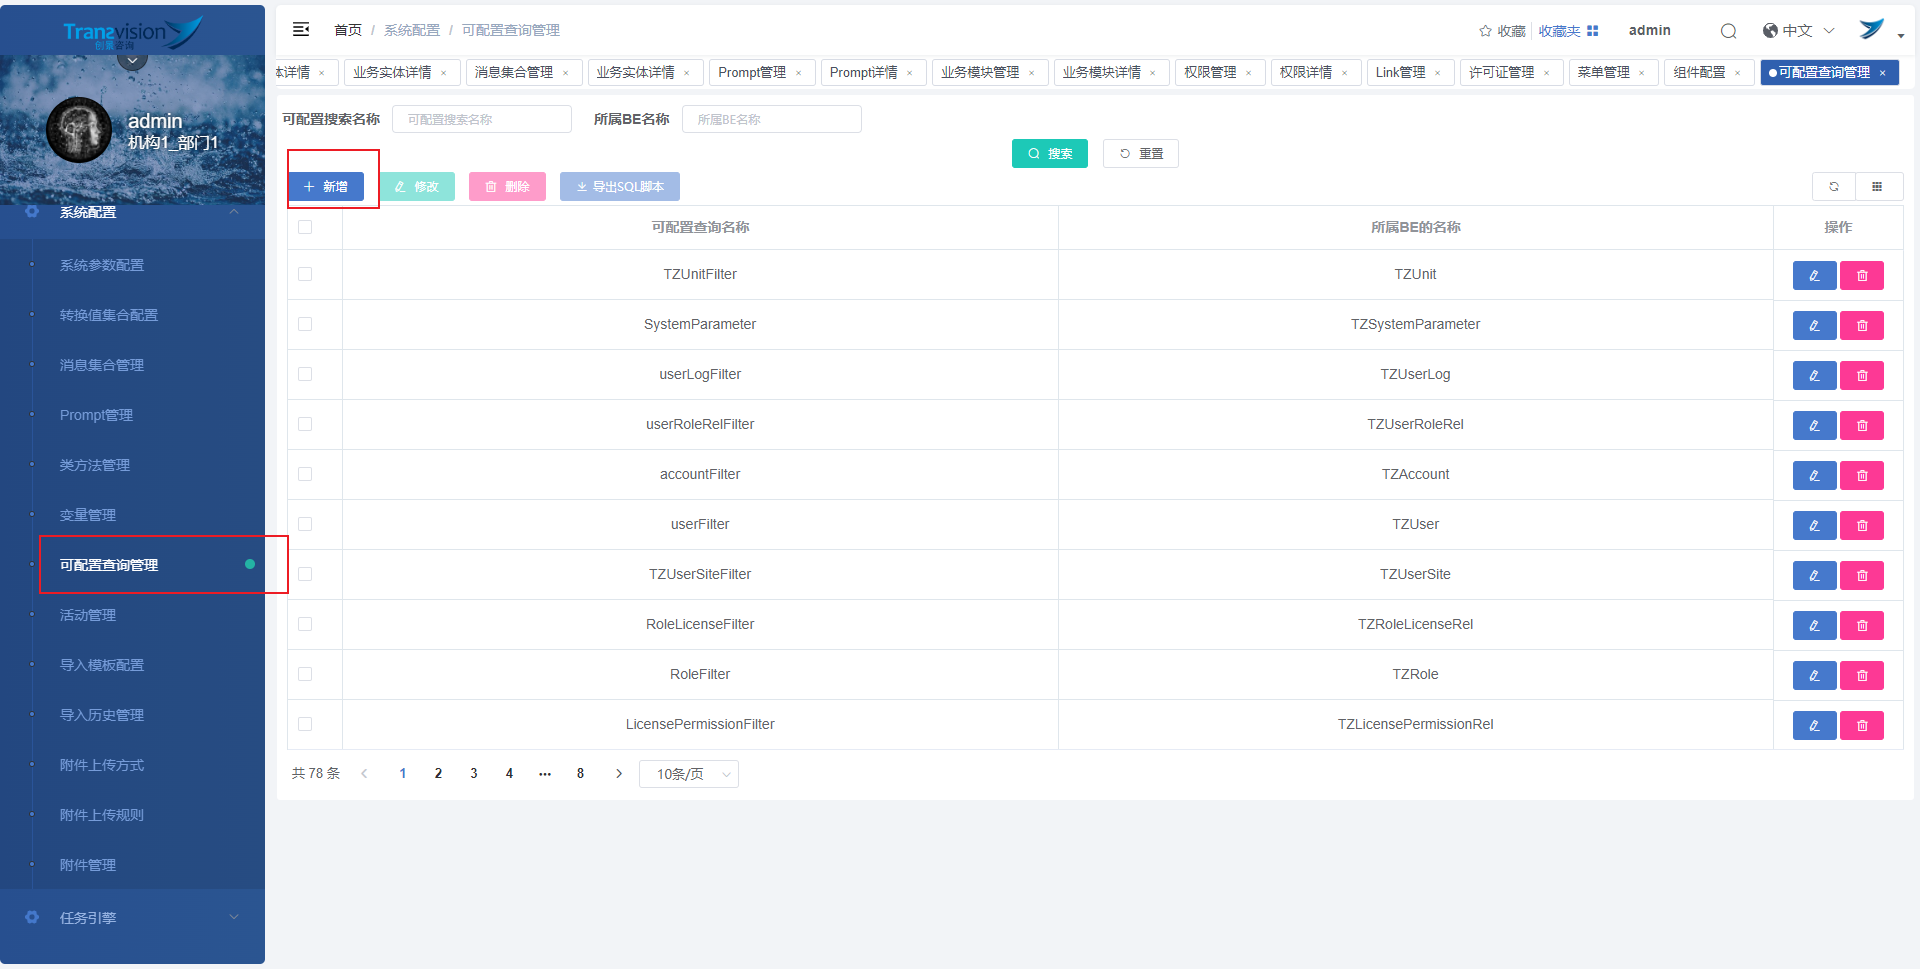 Tranzvision
创景咨询
admin
机构1_部门1
系统配置
系统参数配置
转换值集合配置
消息集合管理
Prompt管理
类方法管理
变量管理
可配置查询管理
活动管理
导入模板配置
导入历史管理
附件上传方式
附件上传规则
附件管理
任务引擎
首页 / 系统配置 / 可配置查询管理
收藏 收藏夹 admin 中文
体详情 × 业务实体详情 × 消息集合管理 × 业务实体详情 × Prompt管理 × Prompt详情 × 业务模块管理 × 业务模块详情 × 权限管理 × 权限详情 × Link管理 × 许可证管理 × 菜单管理 × 组件配置 × 可配置查询管理 ×
可配置搜索名称 可配置搜索名称 所属BE名称 所属BE名称
搜索 重置
新增 修改 删除 导出SQL脚本
可配置查询名称 所属BE的名称 操作
TZUnitFilter TZUnit
SystemParameter TZSystemParameter
userLogFilter TZUserLog
userRoleRelFilter TZUserRoleRel
accountFilter TZAccount
userFilter TZUser
TZUserSiteFilter TZUserSite
RoleLicenseFilter TZRoleLicenseRel
RoleFilter TZRole
LicensePermissionFilter TZLicensePermissionRel
共 78 条 1 2 3 4 ••• 8 10条/页